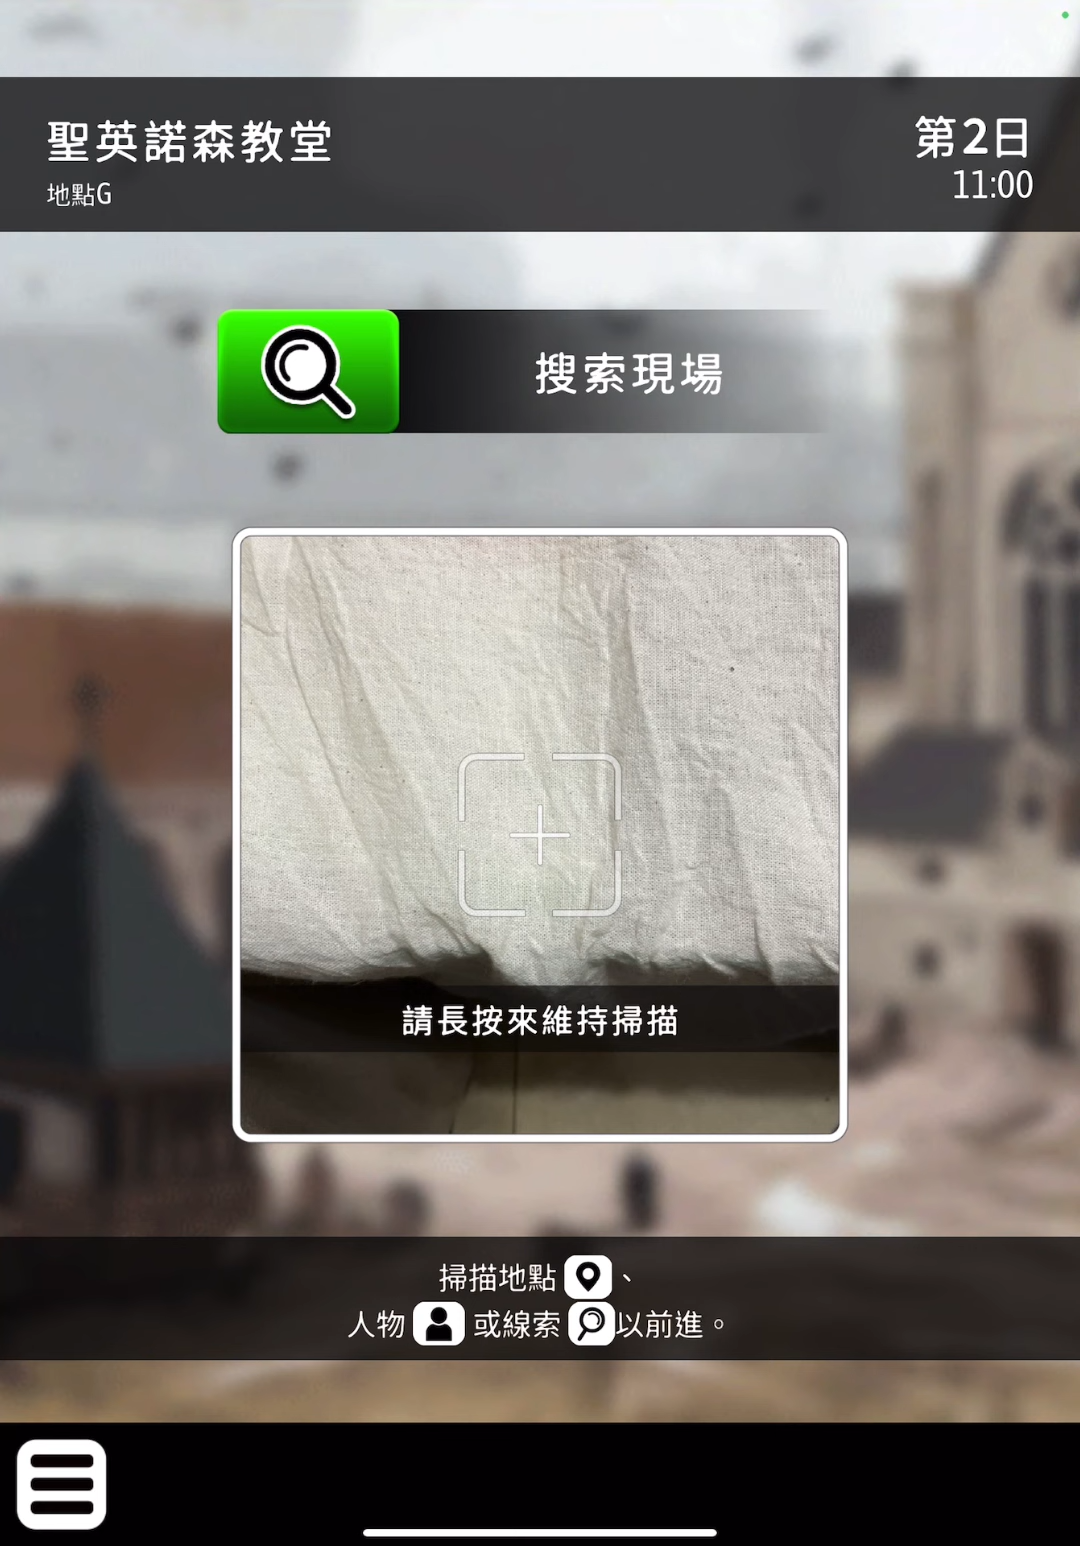 聖英諾森教堂
地點G
第2日
11:00
搜索現場
請長按來維持掃描
掃描地點、
人物或線索以前進。